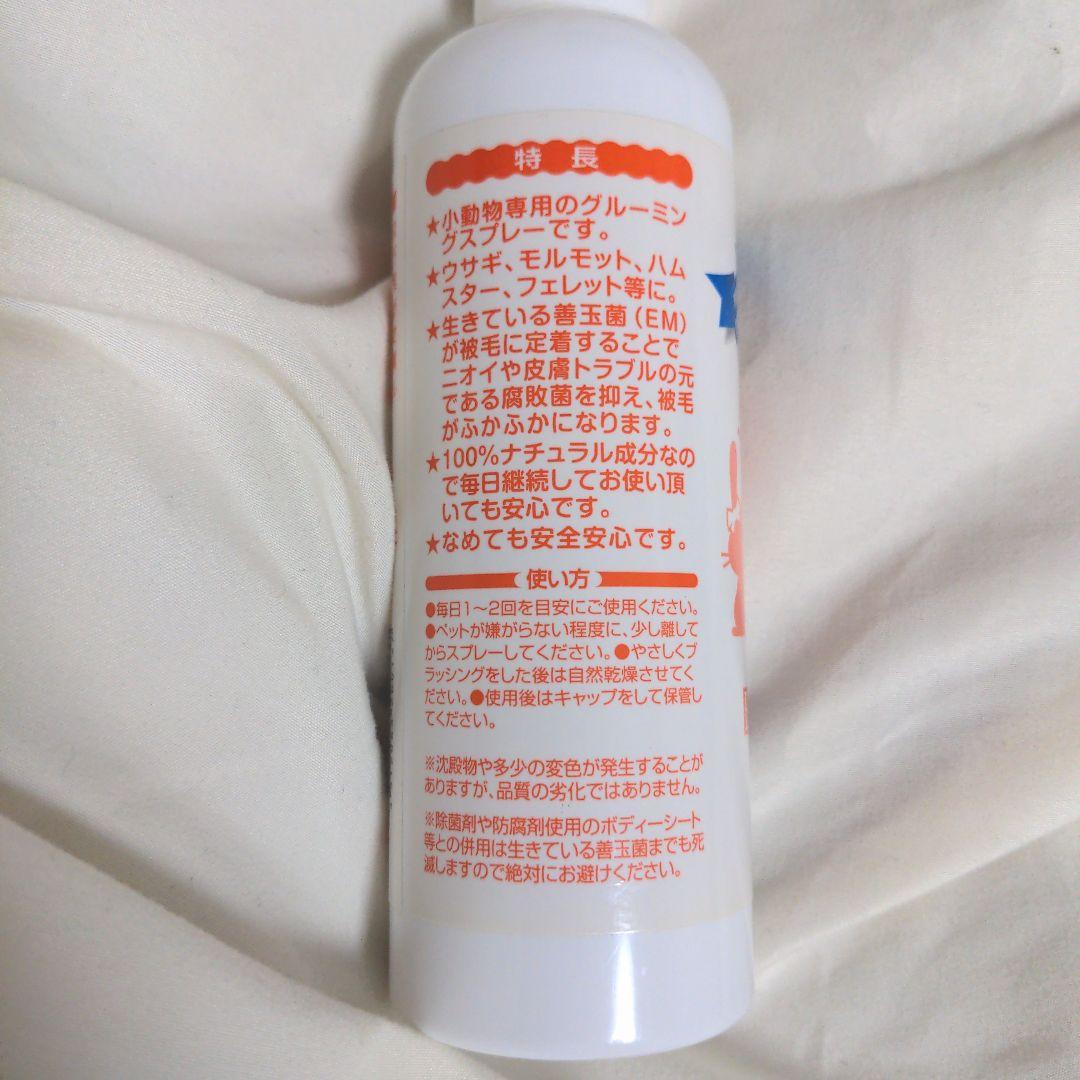 特長
★小動物専用のグルーミン
グスプレーです。
★ウサギ、モルモット、ハム
スター、フェレット等に。
★生きている善玉菌(EM)
が被毛に定着することで
ニオイや皮膚トラブルの元
である腐敗菌を抑え、被毛
がふかふかになります。
★100%ナチュラル成分なの
で毎日継続してお使い頂
いても安心です。
★なめても安全安心です。
使い方
●毎日1~2回を目安にご使用ください。
●ペットが嫌がらない程度に、少し離して
からスプレーしてください。●やさしくブ
ラッシングをした後は自然乾燥させてく
ださい。●使用後はキャップをして保管し
てください。
※沈殿物や多少の変色が発生することが
ありますが、品質の劣化ではありません。
※除菌剤や防腐剤使用のボディーシート
等との併用は生きている善玉菌までも死
滅しますので絶対にお避けください。